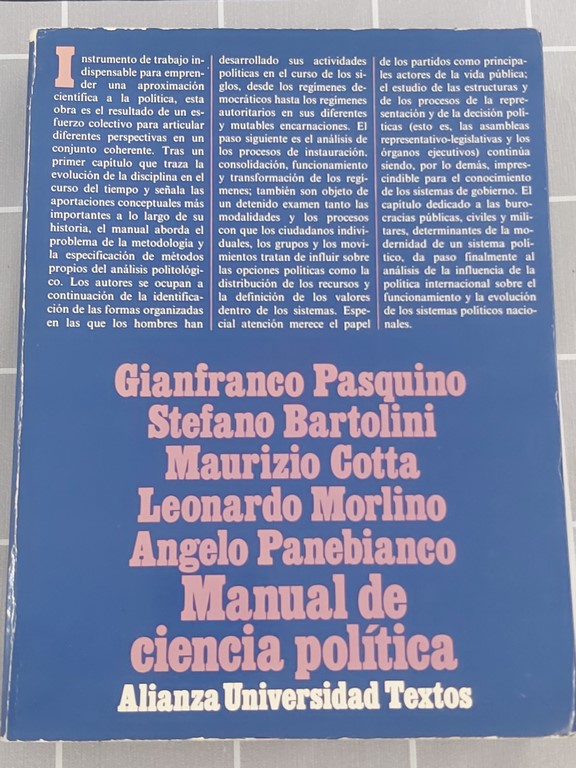 Instrumento de trabajo in-
dispensable para empren-
der una aproximación
científica a la política, esta
obra es el resultado de un es-
fuerzo colectivo para articular
diferentes perspectivas en un
conjunto coherente. Tras un
primer capítulo que traza la
evolución de la disciplina en el
curso del tiempo y señala las
aportaciones conceptuales más
importantes a lo largo de su
historia, el manual aborda el
problema de la metodología y
la especificación de métodos
propios del análisis politológi-
co. Los autores se ocupan a
continuación de la identifica-
ción de las formas organizadas
en las que los hombres han
desarrollado sus actividades
políticas en el curso de los si-
glos, desde los regímenes de-
mocráticos hasta los regímenes
autoritarios en sus diferentes
y mutables encarnaciones. El
paso siguiente es el análisis de
los procesos de instauración,
consolidación, funcionamiento
y transformación de los regí-
menes; también son objeto de
un detenido examen tanto las
modalidades y los procesos
con que los ciudadanos indivi-
duales, los grupos y los movi-
mientos tratan de influir sobre
las opciones políticas como la
distribución de los recursos y
la definición de los valores
dentro de los sistemas. Espe-
cial atención merece el papel
de los partidos como principa-
les actores de la vida pública;
el estudio de las estructuras y
de los procesos de la repre-
sentación y de la decisión polí-
ticas (esto es, las asambleas
representativo-legislativas y los
órganos ejecutivos) continúa
siendo, por lo demás, impres-
cindible para el conocimiento
de los sistemas de gobierno. El
capítulo dedicado a las buro-
cracias públicas, civiles y mili-
tares, determinantes de la mo-
dernidad de un sistema polí-
tico, da paso finalmente al
análisis de la influencia de la
política internacional sobre el
funcionamiento y la evolución
de los sistemas políticos nacio-
nales.
Gianfranco Pasquino
Stefano Bartolini
Maurizio Cotta
Leonardo Morlino
Angelo Panebianco
Manual de
ciencia política
Alianza Universidad Textos